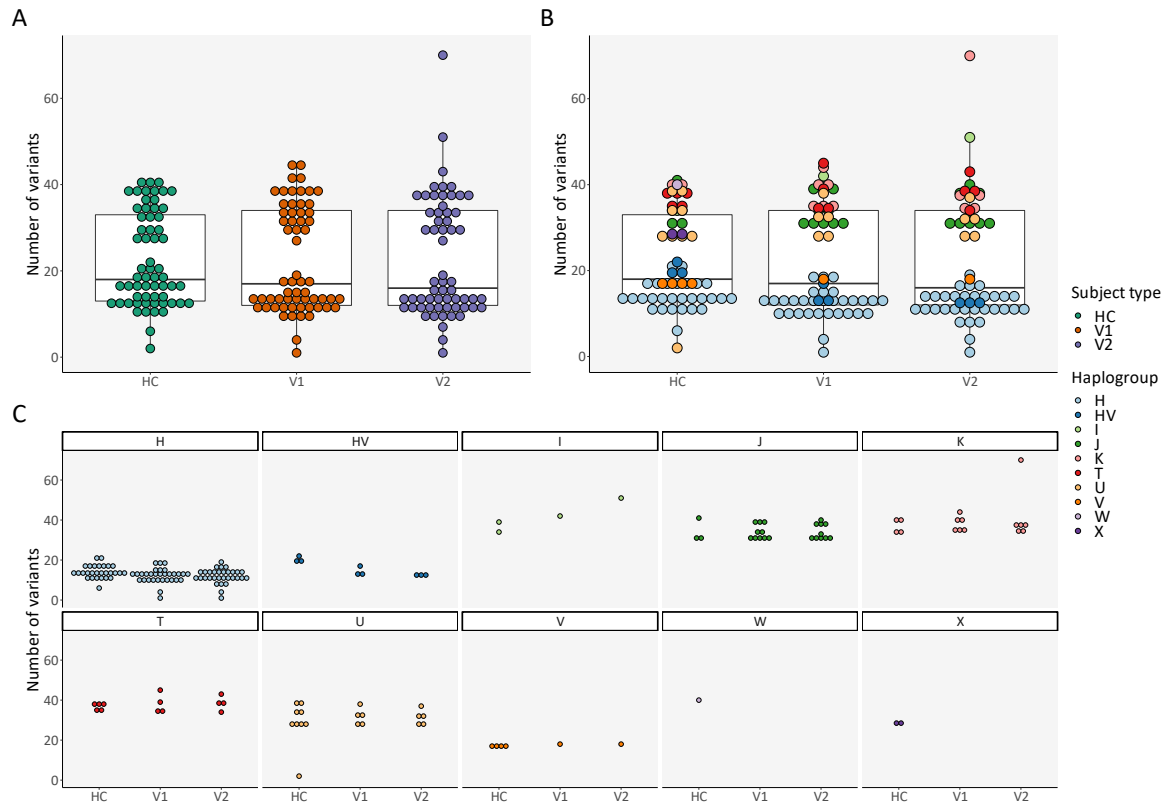 A
Number of variants
60
40
20
0
HC V1 V2
B
Number of variants
60
40
20
0
HC V1 V2
Subject type
HC
V1
V2
Haplogroup
H
HV
I
J
K
T
U
V
W
X
C
Number of variants
H HV I J K
60
40
20
0
T U V W X
60
40
20
0
HC V1 V2 HC V1 V2 HC V1 V2 HC V1 V2 HC V1 V2